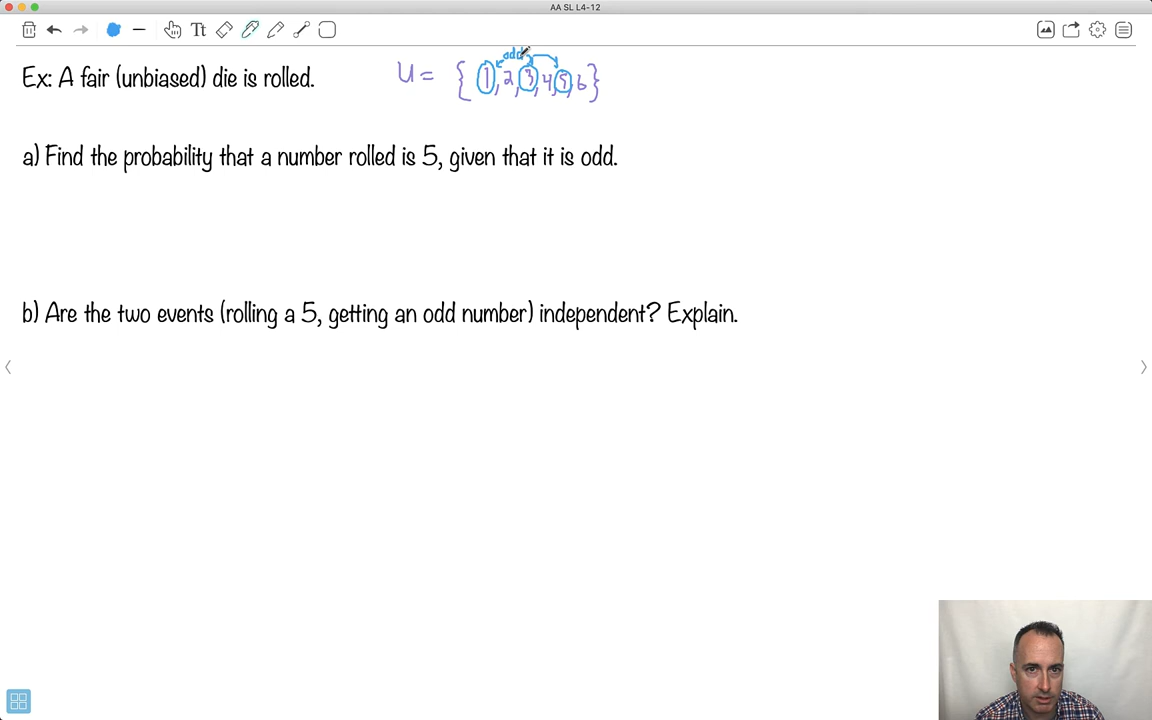 AA SL L4-12
Tt
odd
Ex: A fair (unbiased) die is rolled. U = { 1, 2, 3, 4, 5, 6 }
a) Find the probability that a number rolled is 5, given that it is odd.
b) Are the two events (rolling a 5, getting an odd number) independent? Explain.